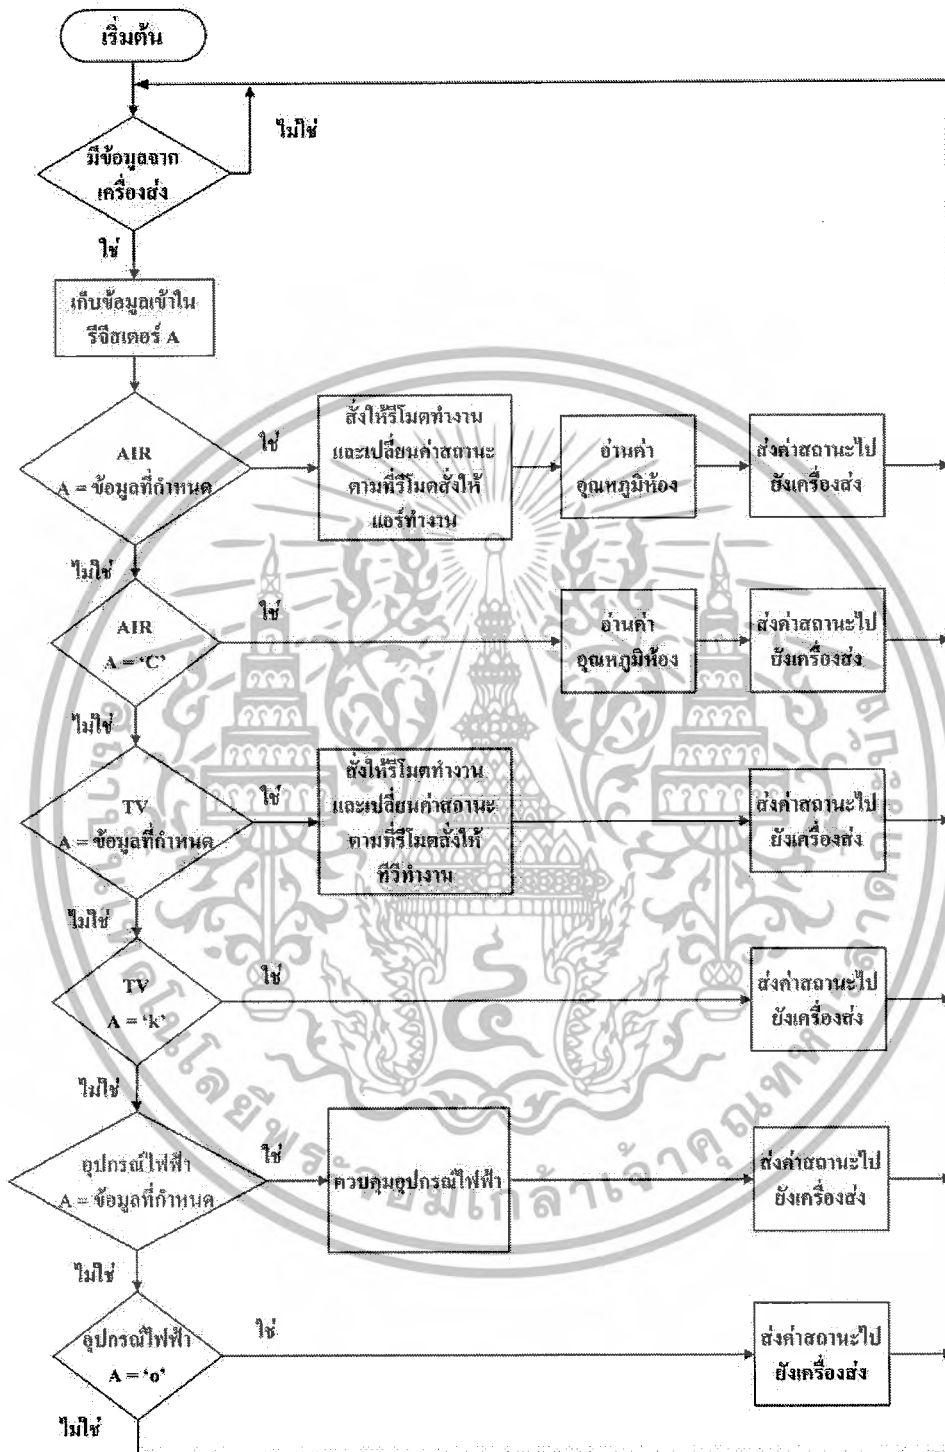 เริ่มต้น
ไม่ใช่
มีข้อมูลจาก
เครื่องส่ง
ใช่
เก็บข้อมูลเข้าใน
รีจีสเตอร์ A
AIR
A = ข้อมูลที่กำหนด
ใช่
สั่งให้รีโมตทำงาน
และเปลี่ยนค่าสถานะ
ตามที่รีโมตสั่งให้
แอร์ทำงาน
อ่านค่า
อุณหภูมิห้อง
ส่งค่าสถานะไป
ยังเครื่องส่ง
ไม่ใช่
AIR
A = ‘C’
ใช่
อ่านค่า
อุณหภูมิห้อง
ส่งค่าสถานะไป
ยังเครื่องส่ง
ไม่ใช่
TV
A = ข้อมูลที่กำหนด
ใช่
สั่งให้รีโมตทำงาน
และเปลี่ยนค่าสถานะ
ตามที่รีโมตสั่งให้
ทีวีทำงาน
ส่งค่าสถานะไป
ยังเครื่องส่ง
ไม่ใช่
TV
A = ‘k’
ใช่
ส่งค่าสถานะไป
ยังเครื่องส่ง
ไม่ใช่
อุปกรณ์ไฟฟ้า
A = ข้อมูลที่กำหนด
ใช่
ควบคุมอุปกรณ์ไฟฟ้า
ส่งค่าสถานะไป
ยังเครื่องส่ง
ไม่ใช่
อุปกรณ์ไฟฟ้า
A = ‘o’
ใช่
ส่งค่าสถานะไป
ยังเครื่องส่ง
ไม่ใช่